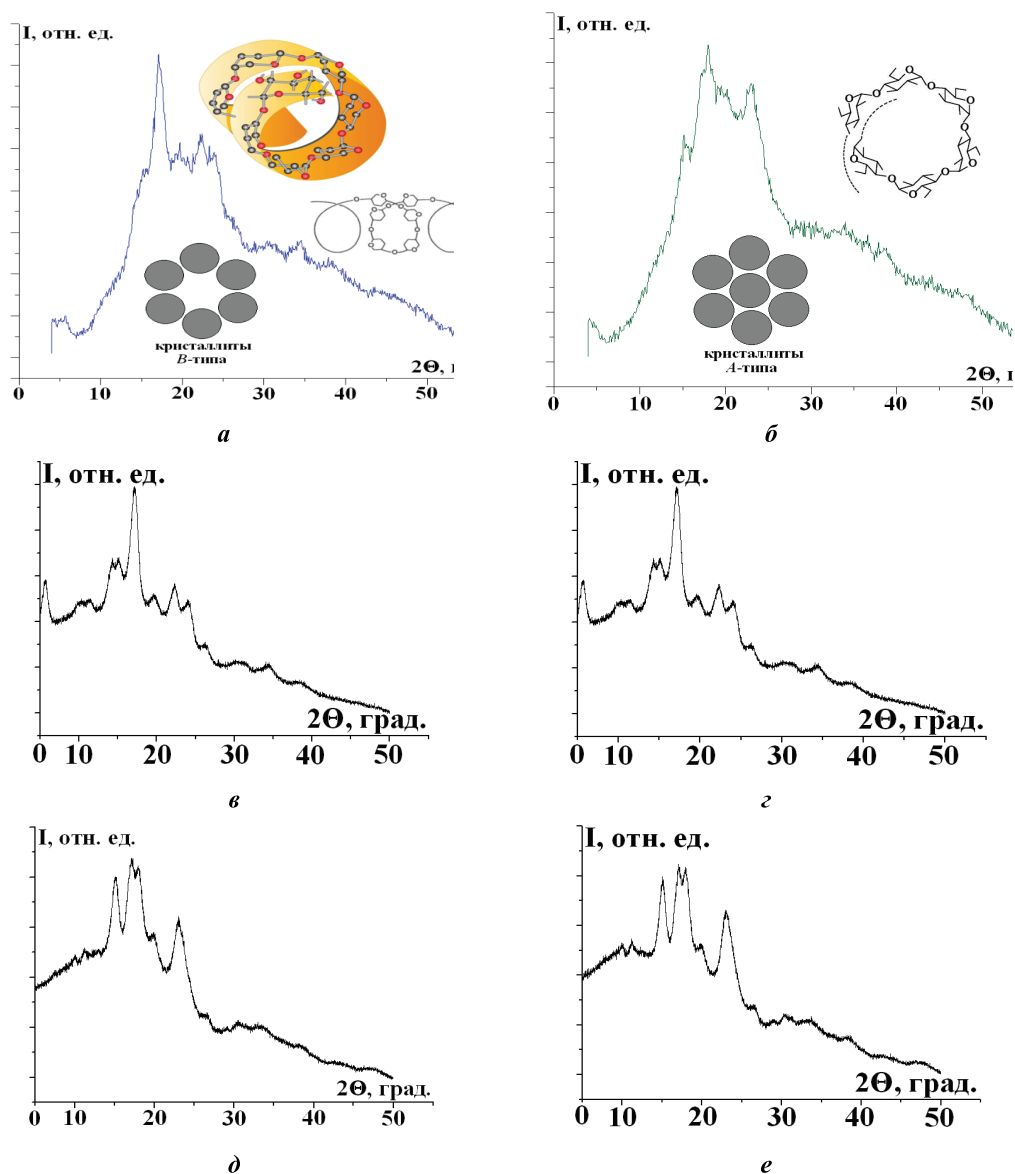 I, отн. ед.
кристаллиты
B-типа
2Θ, г
0 10 20 30 40 50
а
I, отн. ед.
O O O O O O O O O O O O
кристаллиты
A-типа
2Θ, г
0 10 20 30 40 50
б
I, отн. ед.
2Θ, град.
0 10 20 30 40 50
в
I, отн. ед.
2Θ, град.
0 10 20 30 40 50
г
I, отн. ед.
2Θ, град.
0 10 20 30 40 50
д
I, отн. ед.
2Θ, град.
0 10 20 30 40 50
е